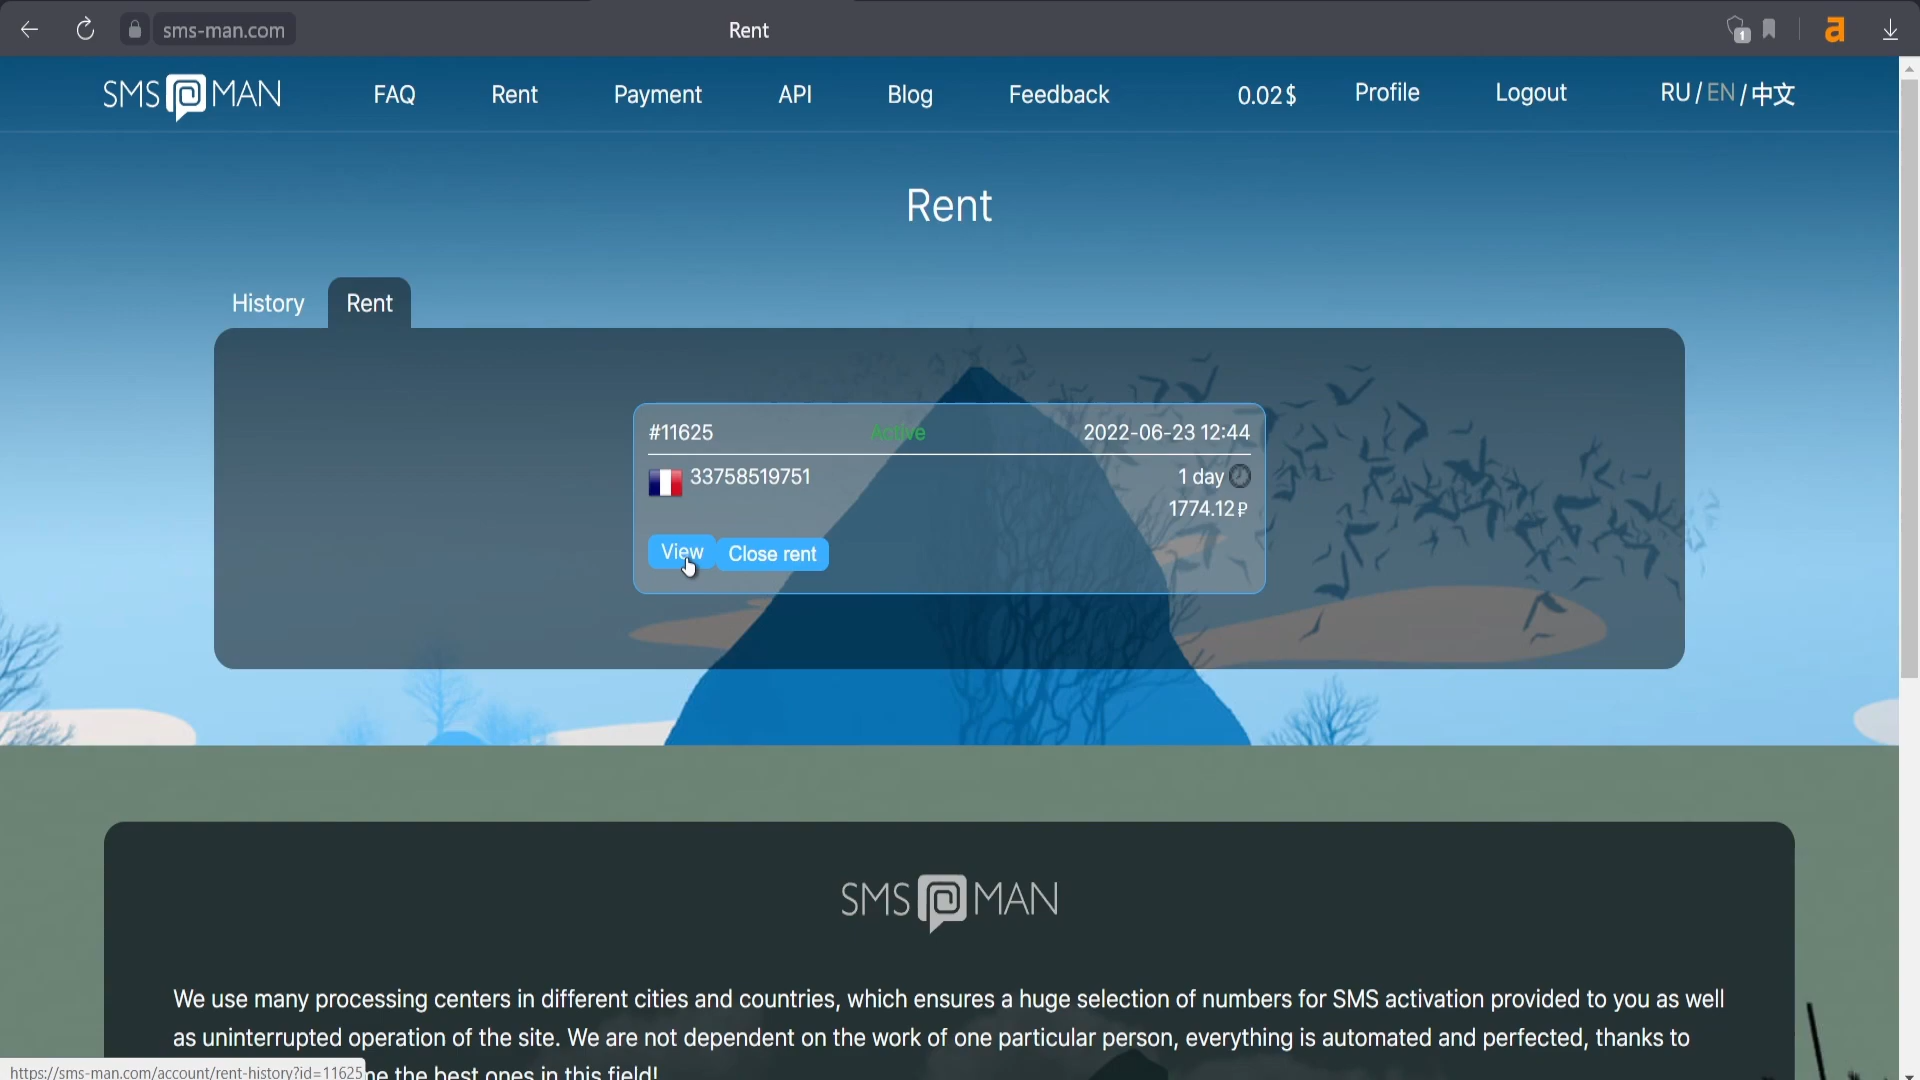 sms-man.com
Rent
1
a
SMS MAN
FAQ
Rent
Payment
API
Blog
Feedback
0.02$
Profile
Logout
RU / EN / 中文
Rent
History
Rent
#11625
Active
2022-06-23 12:44
33758519751
1 day
1774.12₽
View
Close rent
SMS MAN
We use many processing centers in different cities and countries, which ensures a huge selection of numbers for SMS activation provided to you as well
as uninterrupted operation of the site. We are not dependent on the work of one particular person, everything is automated and perfected, thanks to
me the best ones in this field!
https://sms-man.com/account/rent-history?id=11625